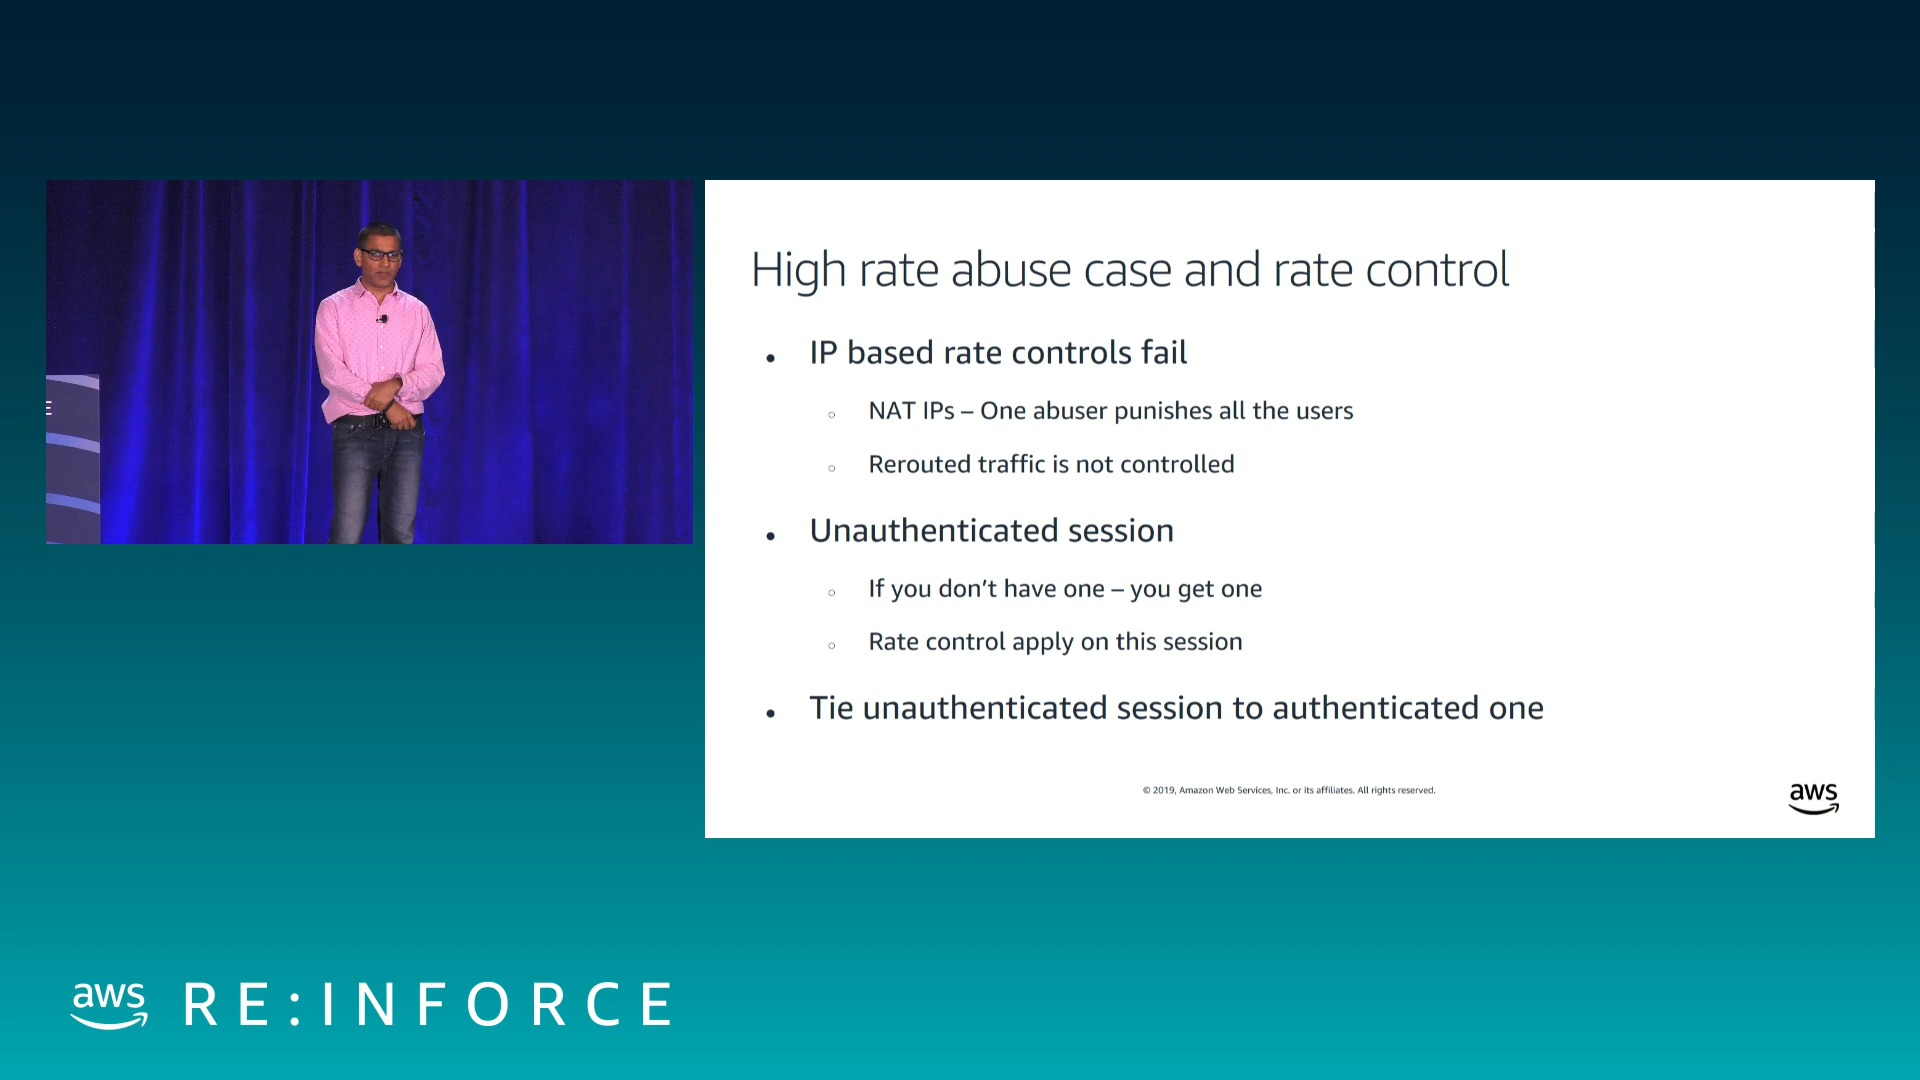 High rate abuse case and rate control
• IP based rate controls fail
○ NAT IPs – One abuser punishes all the users
○ Rerouted traffic is not controlled
• Unauthenticated session
○ If you don’t have one – you get one
○ Rate control apply on this session
• Tie unauthenticated session to authenticated one
© 2019, Amazon Web Services, Inc. or its affiliates. All rights reserved.
aws
E
aws RE:INFORCE